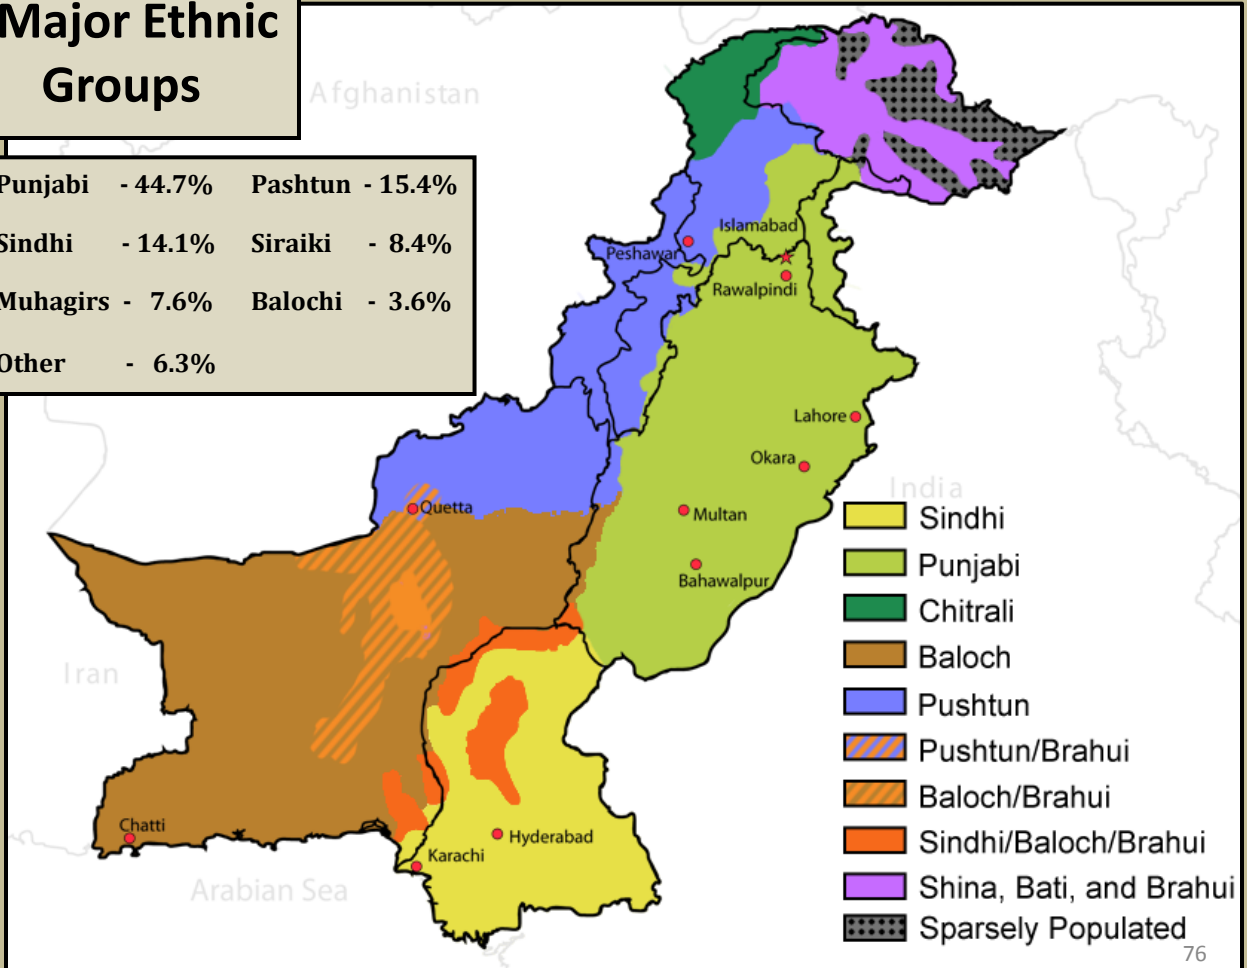 Major Ethnic
Groups
Punjabi - 44.7% Pashtun - 15.4%
Sindhi - 14.1% Siraiki - 8.4%
Muhagirs - 7.6% Balochi - 3.6%
Other - 6.3%
Afghanistan
Islamabad
Peshawar
Rawalpindi
Lahore
Okara
India
Quetta
Multan
Bahawalpur
Iran
Chatti
Hyderabad
Karachi
Arabian Sea
Sindhi
Punjabi
Chitrali
Baloch
Pushtun
Pushtun/Brahui
Baloch/Brahui
Sindhi/Baloch/Brahui
Shina, Bati, and Brahui
Sparsely Populated
76